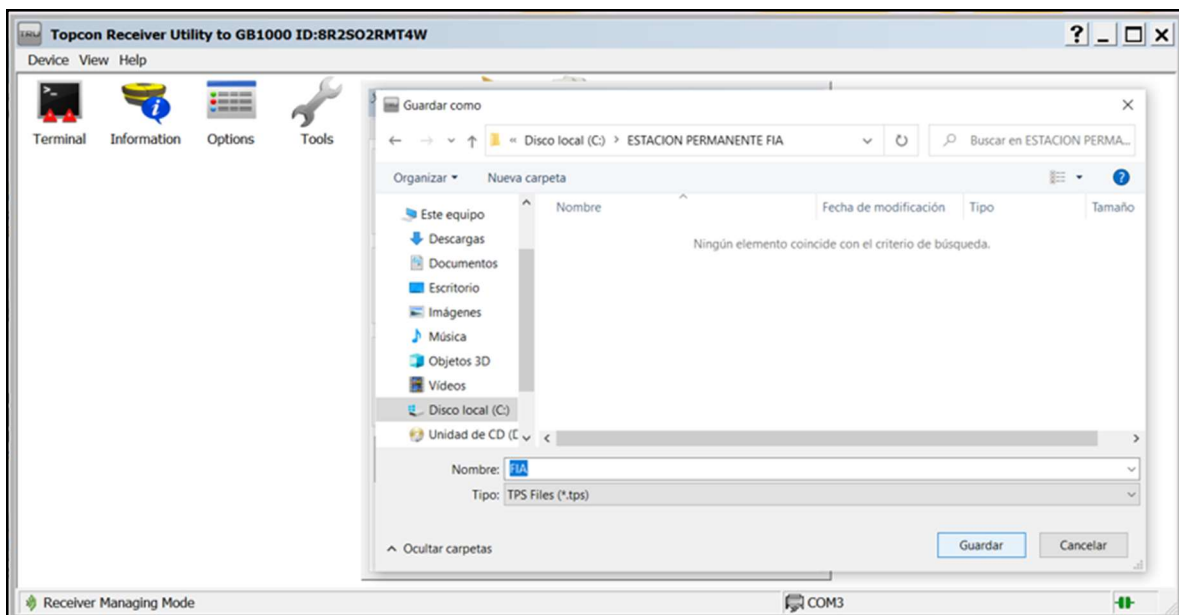 Topcon Receiver Utility to GB1000 ID:8R2SO2RMT4W
Device View Help
Terminal Information Options Tools
Guardar como
« Disco local (C:) > ESTACION PERMANENTE FIA
Buscar en ESTACION PERMA...
Organizar Nueva carpeta
Nombre Fecha de modificación Tipo Tamaño
Ningún elemento coincide con el criterio de búsqueda.
Este equipo
Descargas
Documentos
Escritorio
Imágenes
Música
Objetos 3D
Vídeos
Disco local (C:)
Unidad de CD (D
Nombre: FIA
Tipo: TPS Files (*.tps)
Ocultar carpetas
Guardar Cancelar
Receiver Managing Mode COM3